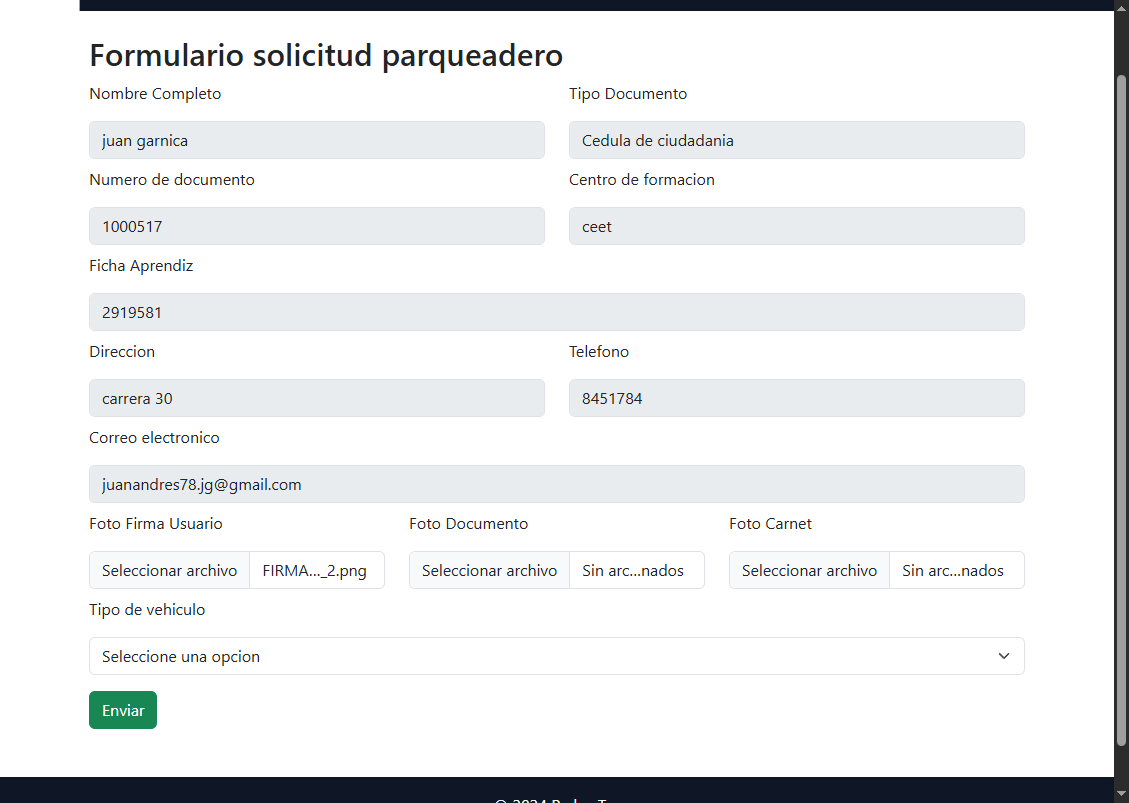 Formulario solicitud parqueadero
Nombre Completo Tipo Documento
juan garnica Cedula de ciudadania
Numero de documento Centro de formacion
1000517 ceet
Ficha Aprendiz
2919581
Direccion Telefono
carrera 30 8451784
Correo electronico
juanandres78.jg@gmail.com
Foto Firma Usuario Foto Documento Foto Carnet
Seleccionar archivo FIRMA..._2.png Seleccionar archivo Sin arc...nados Seleccionar archivo Sin arc...nados
Tipo de vehiculo
Seleccione una opcion
Enviar
© 2024